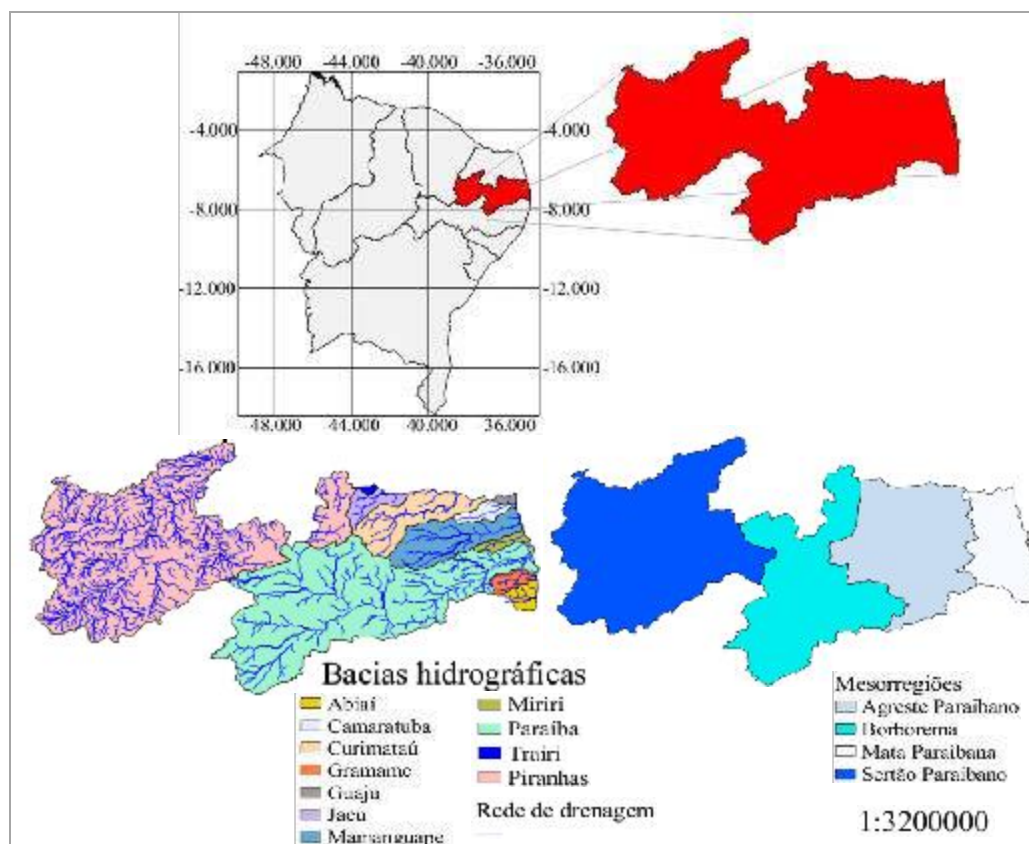 -48.000 -44.000 -40.000 -36.000
-4.000 -4.000
-8.000 -8.000
-12.000 -12.000
-16.000 -16.000
-48.000 -44.000 -40.000 -36.000
Bacias hidrográficas
Abiaí
Camaratuba
Curimataú
Gramame
Guaju
Jacu
Mamanguape
Miriri
Paraíba
Trairi
Piranhas
Rede de drenagem
Mesorregiões
Agreste Paraibano
Borborema
Mata Paraibana
Sertão Paraibano
1:3200000